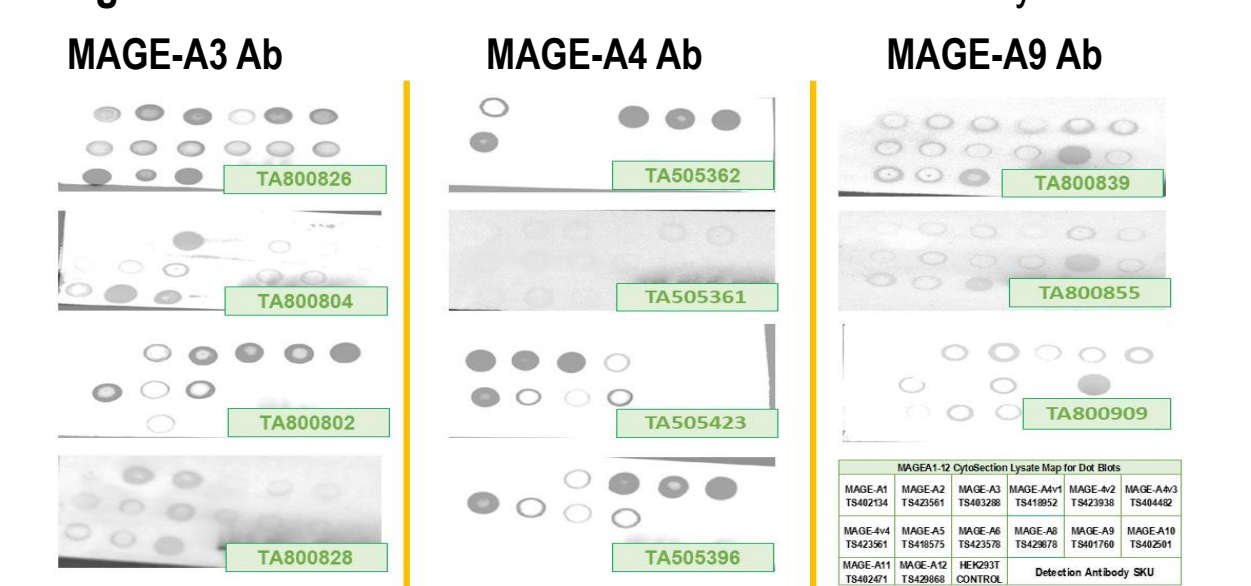 MAGE-A3 Ab
MAGE-A4 Ab
MAGE-A9 Ab
TA800826
TA505362
TA800839
TA800804
TA505361
TA800855
TA800802
TA505423
TA800909
TA800828
TA505396
MAGEA1-12 CytoSection Lysate Map for Dot Blots
MAGE-A1 MAGE-A2 MAGE-A3 MAGE-A4v1 MAGE-4v2 MAGE-A4v3
TS402134 TS423561 TS403288 TS418952 TS423938 TS404482
MAGE-4v4 MAGE-A5 MAGE-A6 MAGE-A8 MAGE-A9 MAGE-A10
TS423561 TS418575 TS423578 TS429878 TS401760 TS402501
MAGE-A11 MAGE-A12 HEK293T Detection Antibody SKU
TS402471 TS429868 CONTROL